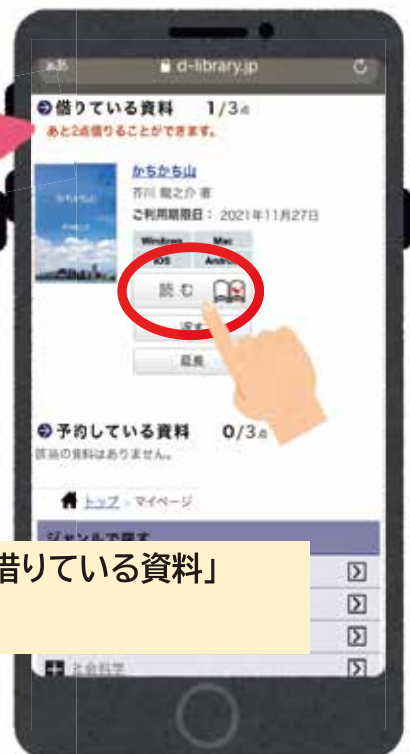 ああ d-library.jp
借りている資料 1/3点
あと2点借りることができます。
かちかち山
芥川 龍之介 著
ご利用期限日： 2021年11月27日
Windows Mac
iOS Android
読む
返す
延長
予約している資料 0/3点
該当の資料はありません。
トップ > マイページ
ジャンルで探す
借りている資料」
社会科学